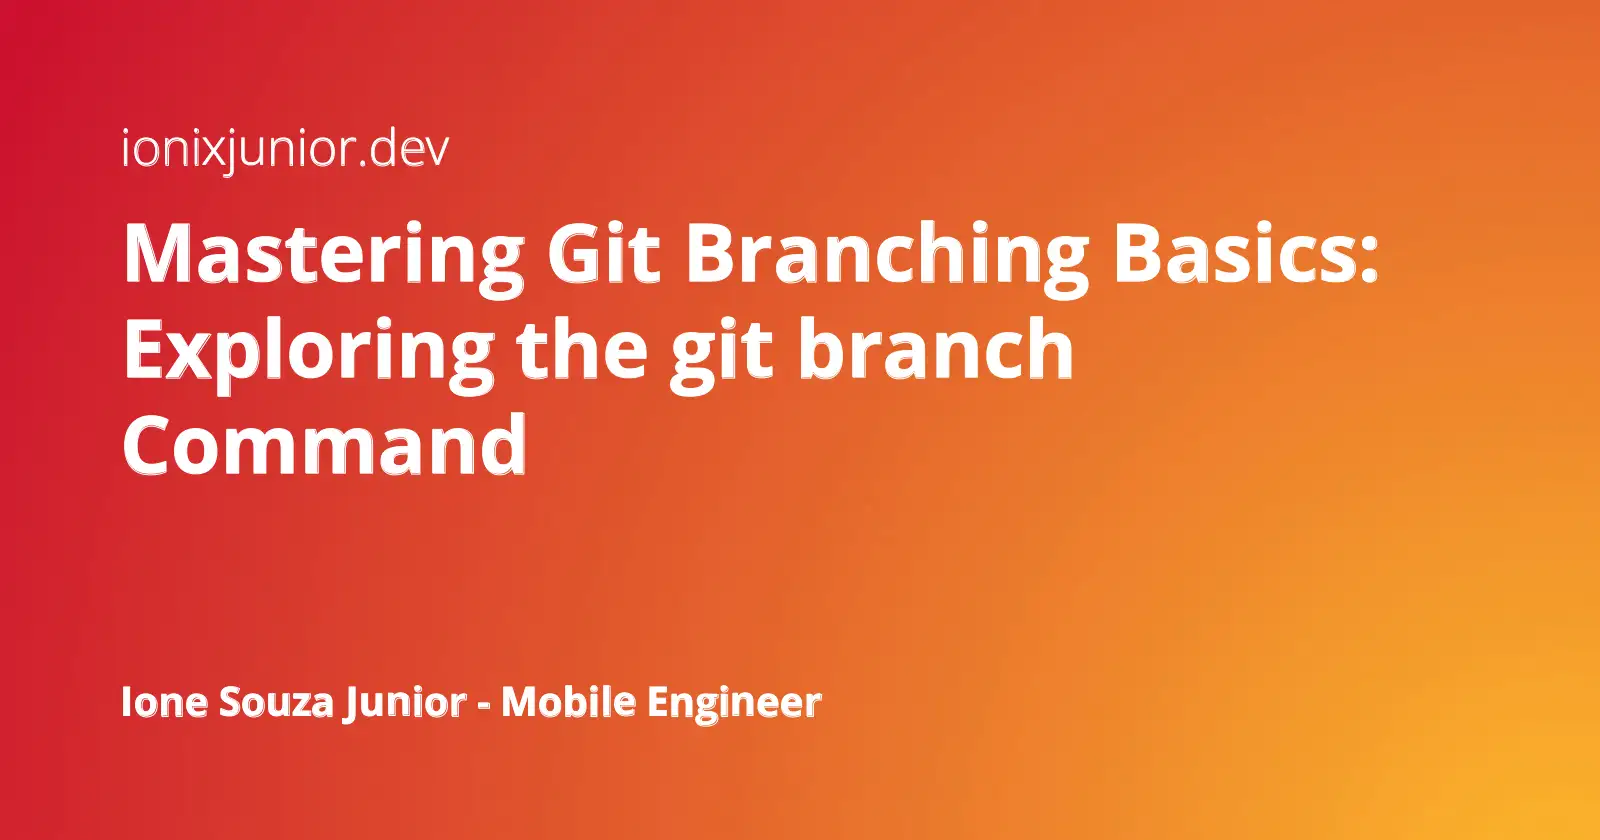 ionixjunior.dev
Mastering Git Branching Basics:
Exploring the git branch
Command
Ione Souza Junior - Mobile Engineer